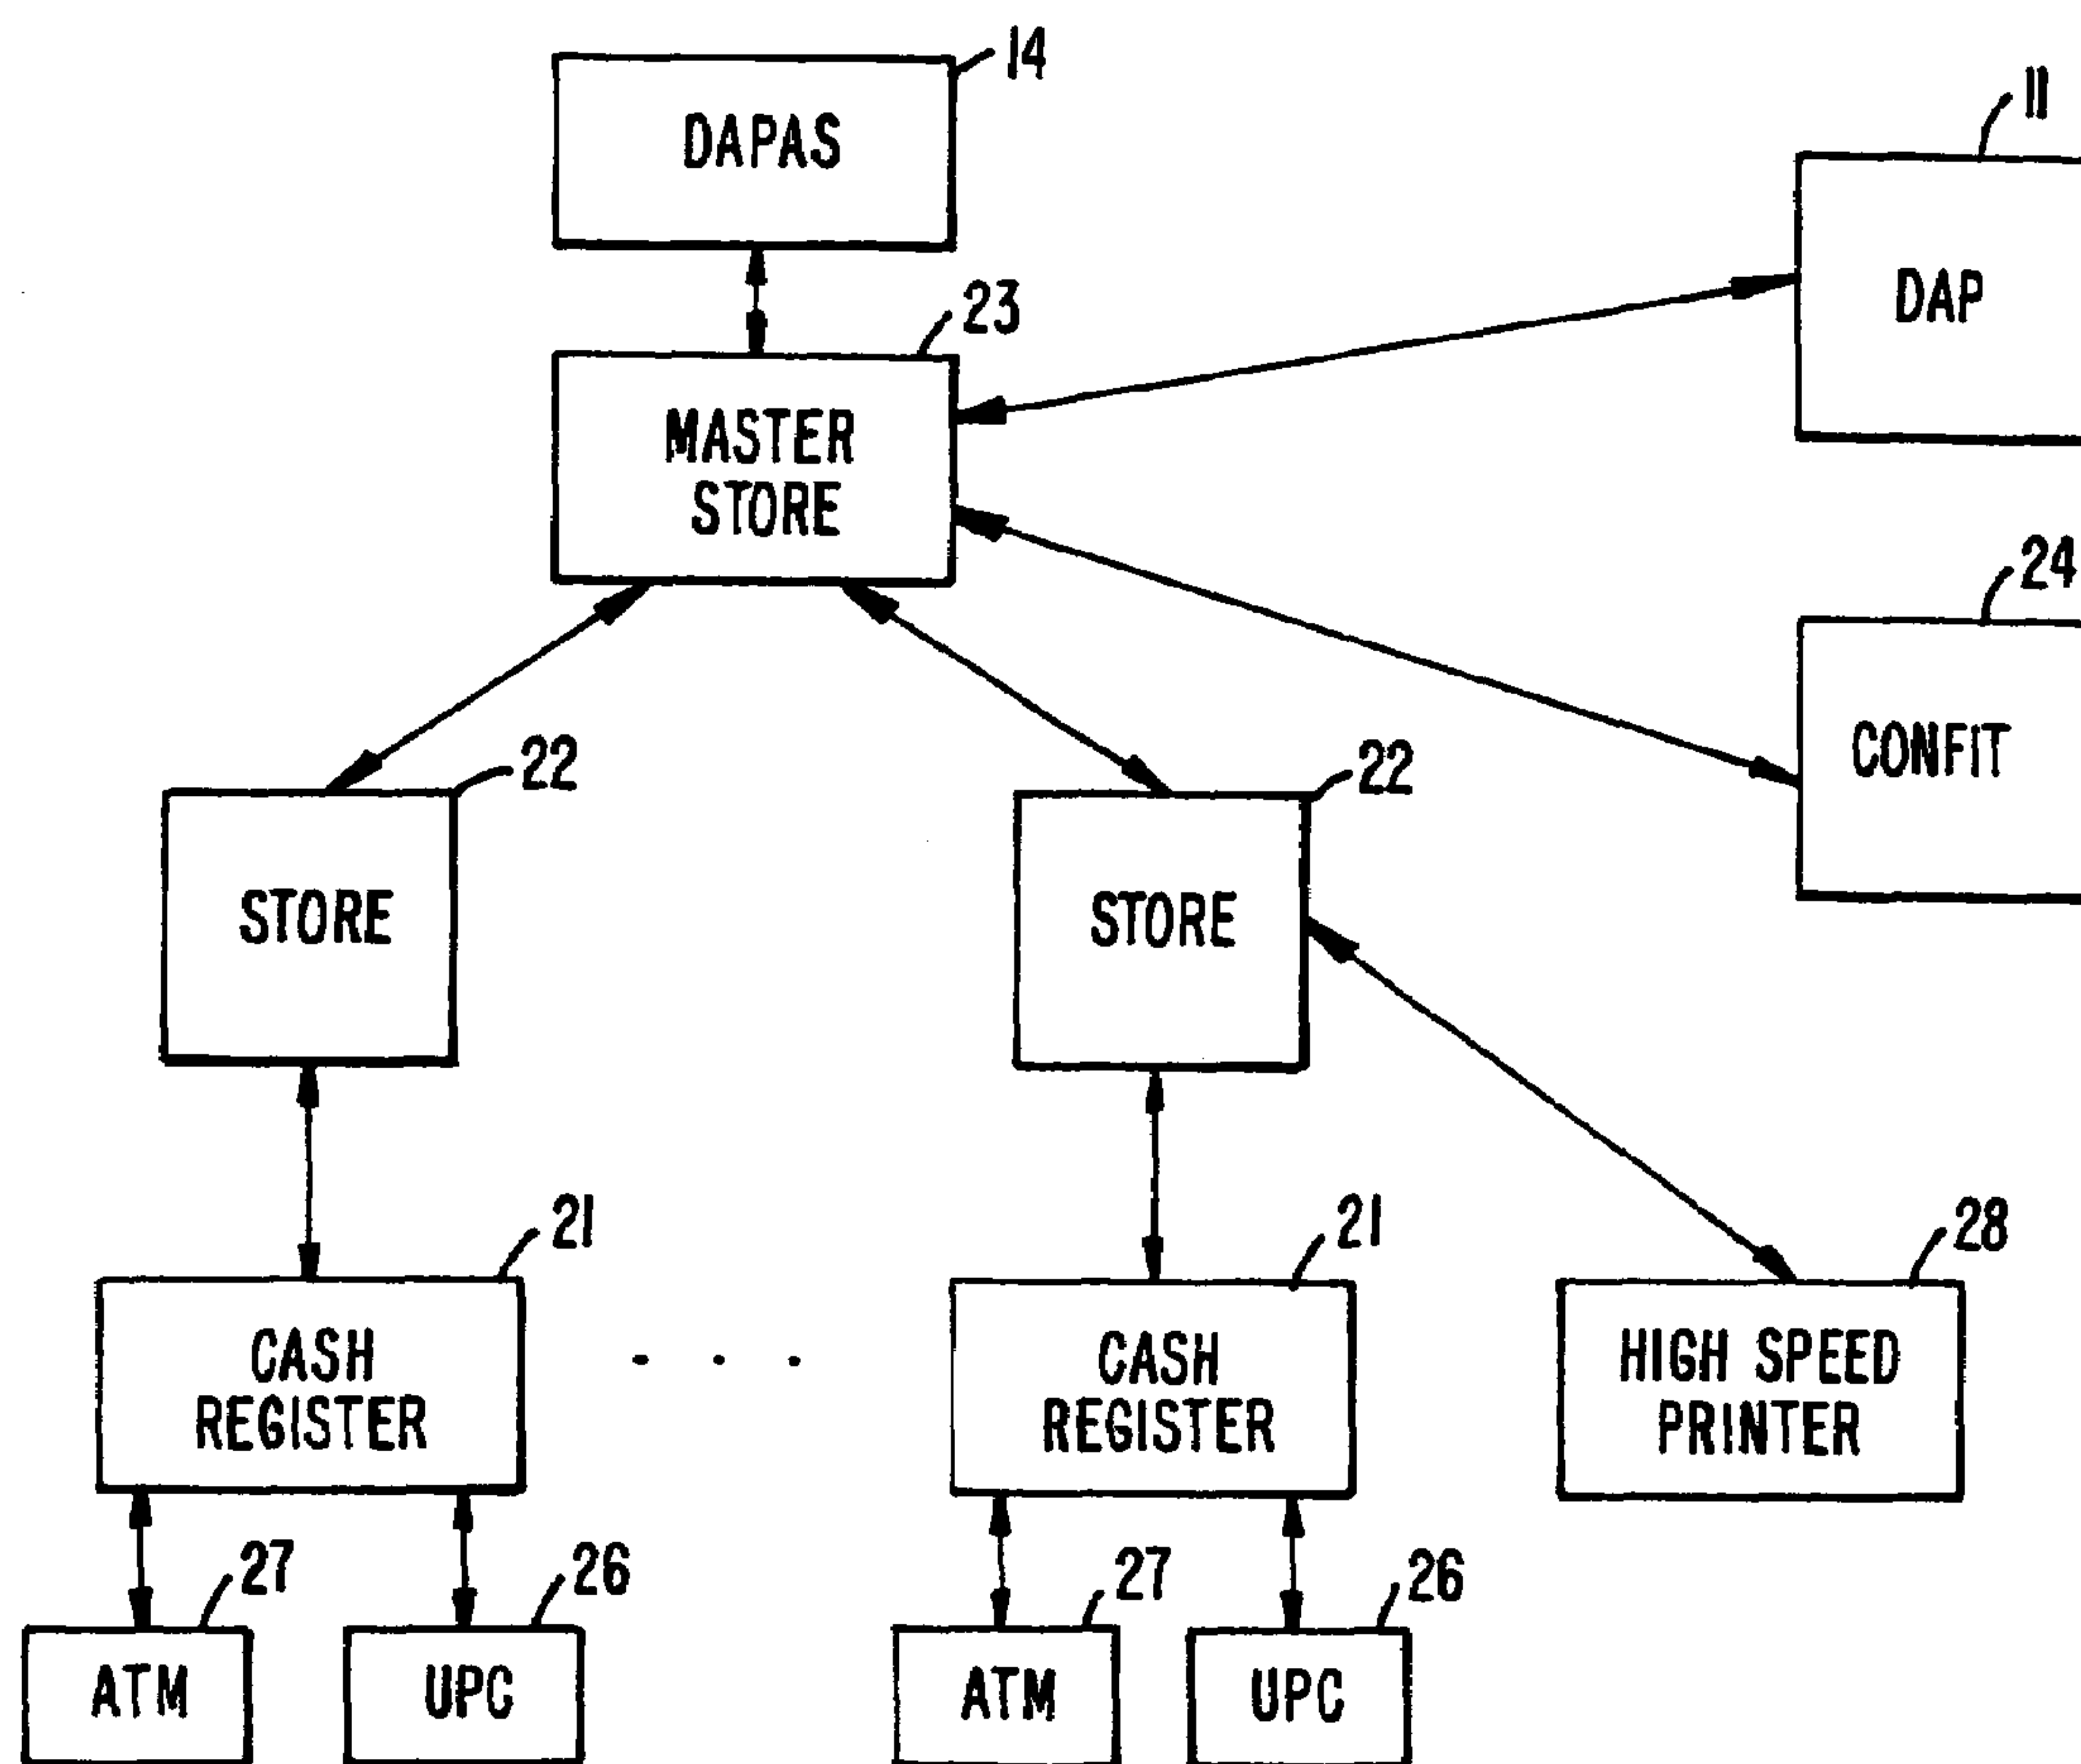 14
DAPAS
11
DAP
23
MASTER
STORE
24
CONFIT
22
STORE
22
STORE
21
CASH
REGISTER
. . .
21
CASH
REGISTER
28
HIGH SPEED
PRINTER
27
ATM
26
UPC
27
ATM
26
UPC